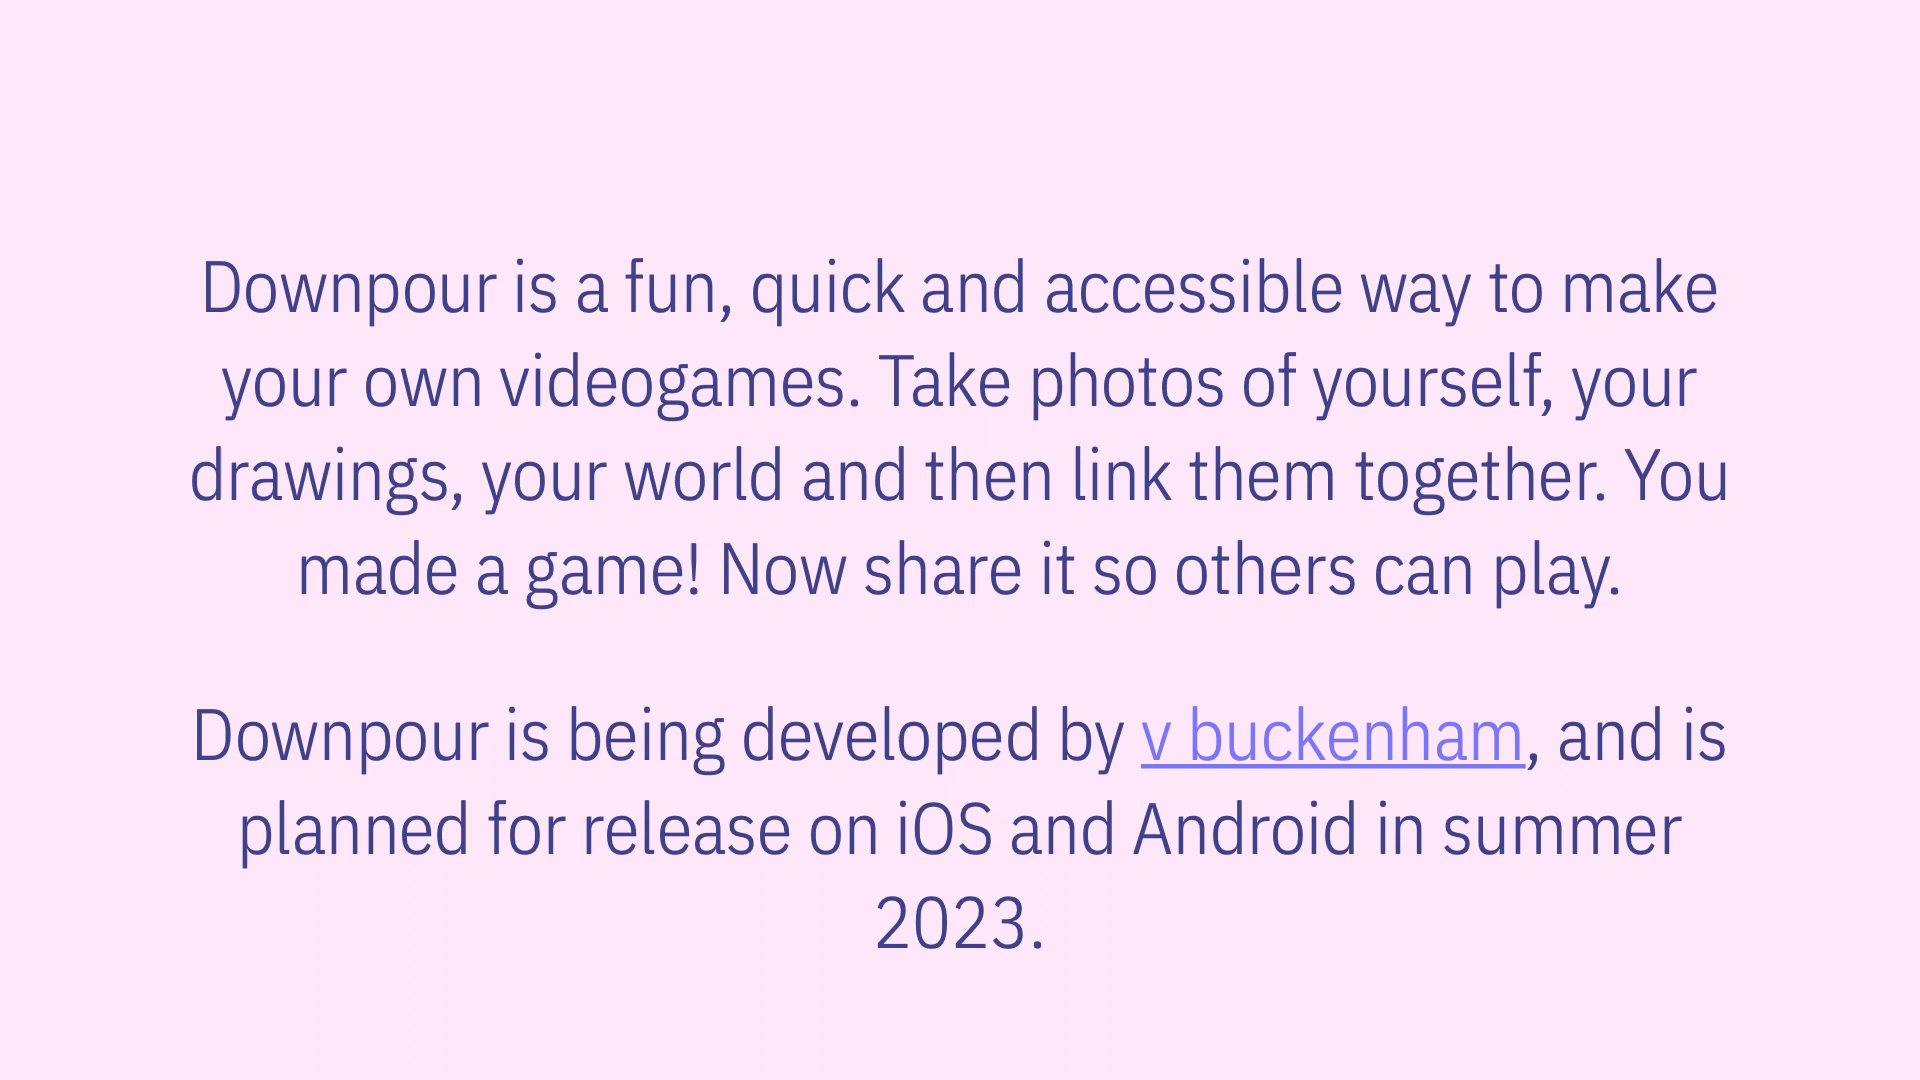 Downpour is a fun, quick and accessible way to make
your own videogames. Take photos of yourself, your
drawings, your world and then link them together. You
made a game! Now share it so others can play.
Downpour is being developed by v buckenham, and is
planned for release on iOS and Android in summer
2023.